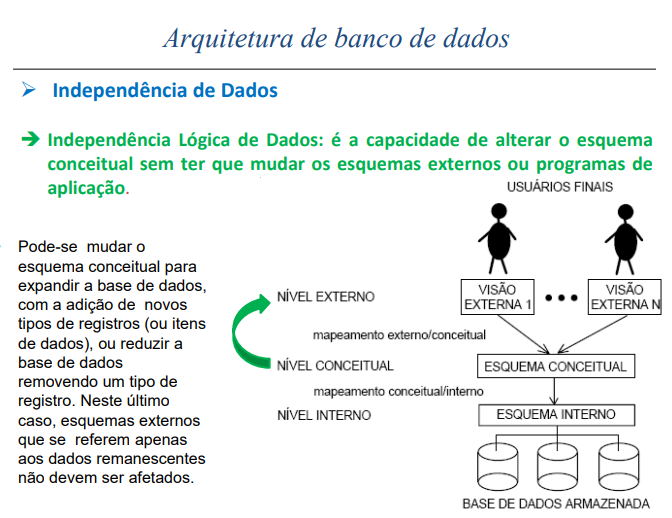 Arquitetura de banco de dados
Independência de Dados
Independência Lógica de Dados: é a capacidade de alterar o esquema
conceitual sem ter que mudar os esquemas externos ou programas de
aplicação.
USUÁRIOS FINAIS
Pode-se mudar o
esquema conceitual para
expandir a base de dados,
com a adição de novos
tipos de registros (ou itens
de dados), ou reduzir a
base de dados
removendo um tipo de
registro. Neste último
caso, esquemas externos
que se referem apenas
aos dados remanescentes
não devem ser afetados.
NÍVEL EXTERNO
VISÃO
EXTERNA 1
VISÃO
EXTERNA N
mapeamento externo/conceitual
NÍVEL CONCEITUAL
ESQUEMA CONCEITUAL
mapeamento conceitual/interno
NÍVEL INTERNO
ESQUEMA INTERNO
BASE DE DADOS ARMAZENADA